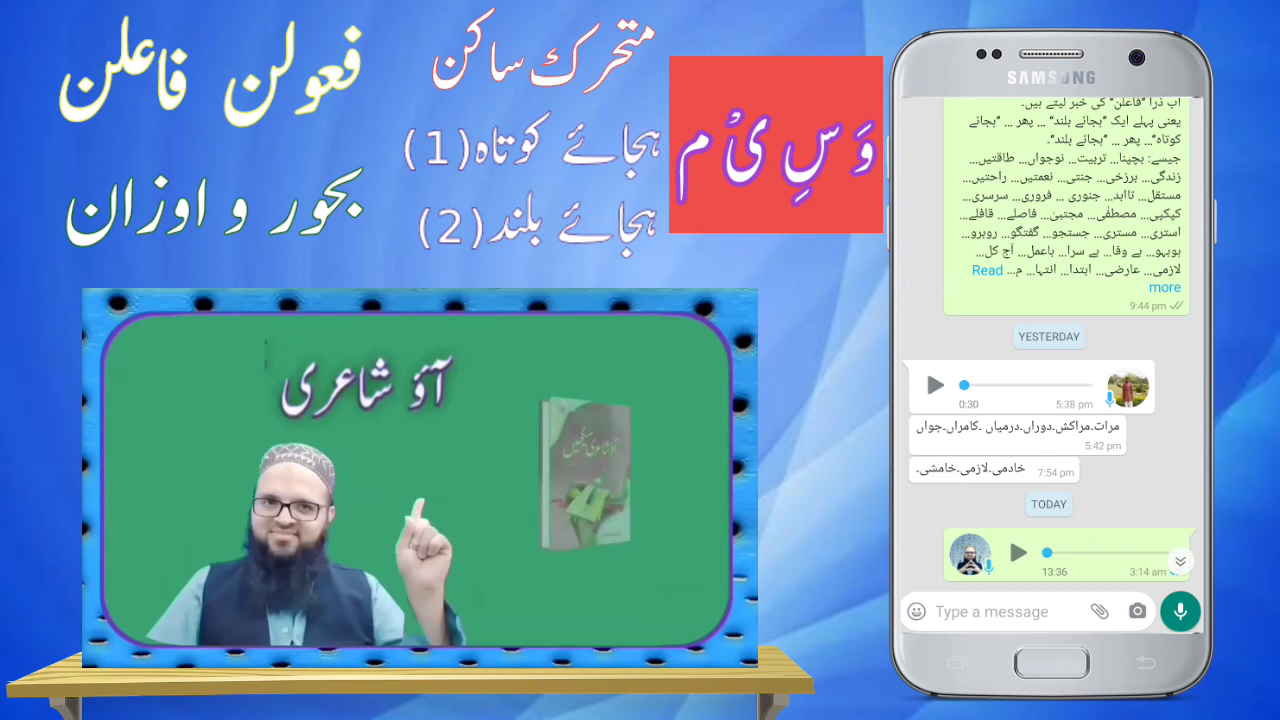 فعولن فاعلن
بحور و اوزان
متحرک ساکن
ہجائے کوتاہ(1)
ہجائے بلند(2)
وَ سِ یْ م
آؤ شاعری
آؤ شاعری سیکھیں
SAMSUNG
اب ذرا ”فاعلن“ کی خبر لیتے ہیں۔
یعنی پہلے ایک ”ہجائے بلند“ ... پھر ... ”ہجائے
کوتاہ“... پھر ... ”ہجائے بلند“۔
جیسے: بچپنا... تربیت... نوجواں... طاقتیں...
زندگی... برزخی... جنتی... نعمتیں... راحتیں...
مستقل... تاابد... جنوری ... فروری... سرسری...
کپکپی... مصطفٰی... مجتبیٰ... فاصلے... قافلے...
استری... مستری... جستجو... گفتگو... روبرو...
ہوبہو... بے وفا... بے سرا... باعمل... آج کل...
لازمی... عارضی... ابتدا... انتہا... م... Read
more
9:44 pm
YESTERDAY
0:30 5:38 pm
مرات۔مراکش۔دوراں۔درمیاں ۔کامراں۔جواں
5:42 pm
خادمی۔لازمی۔خامشی۔ 7:54 pm
TODAY
13:36 3:14 am
Type a message